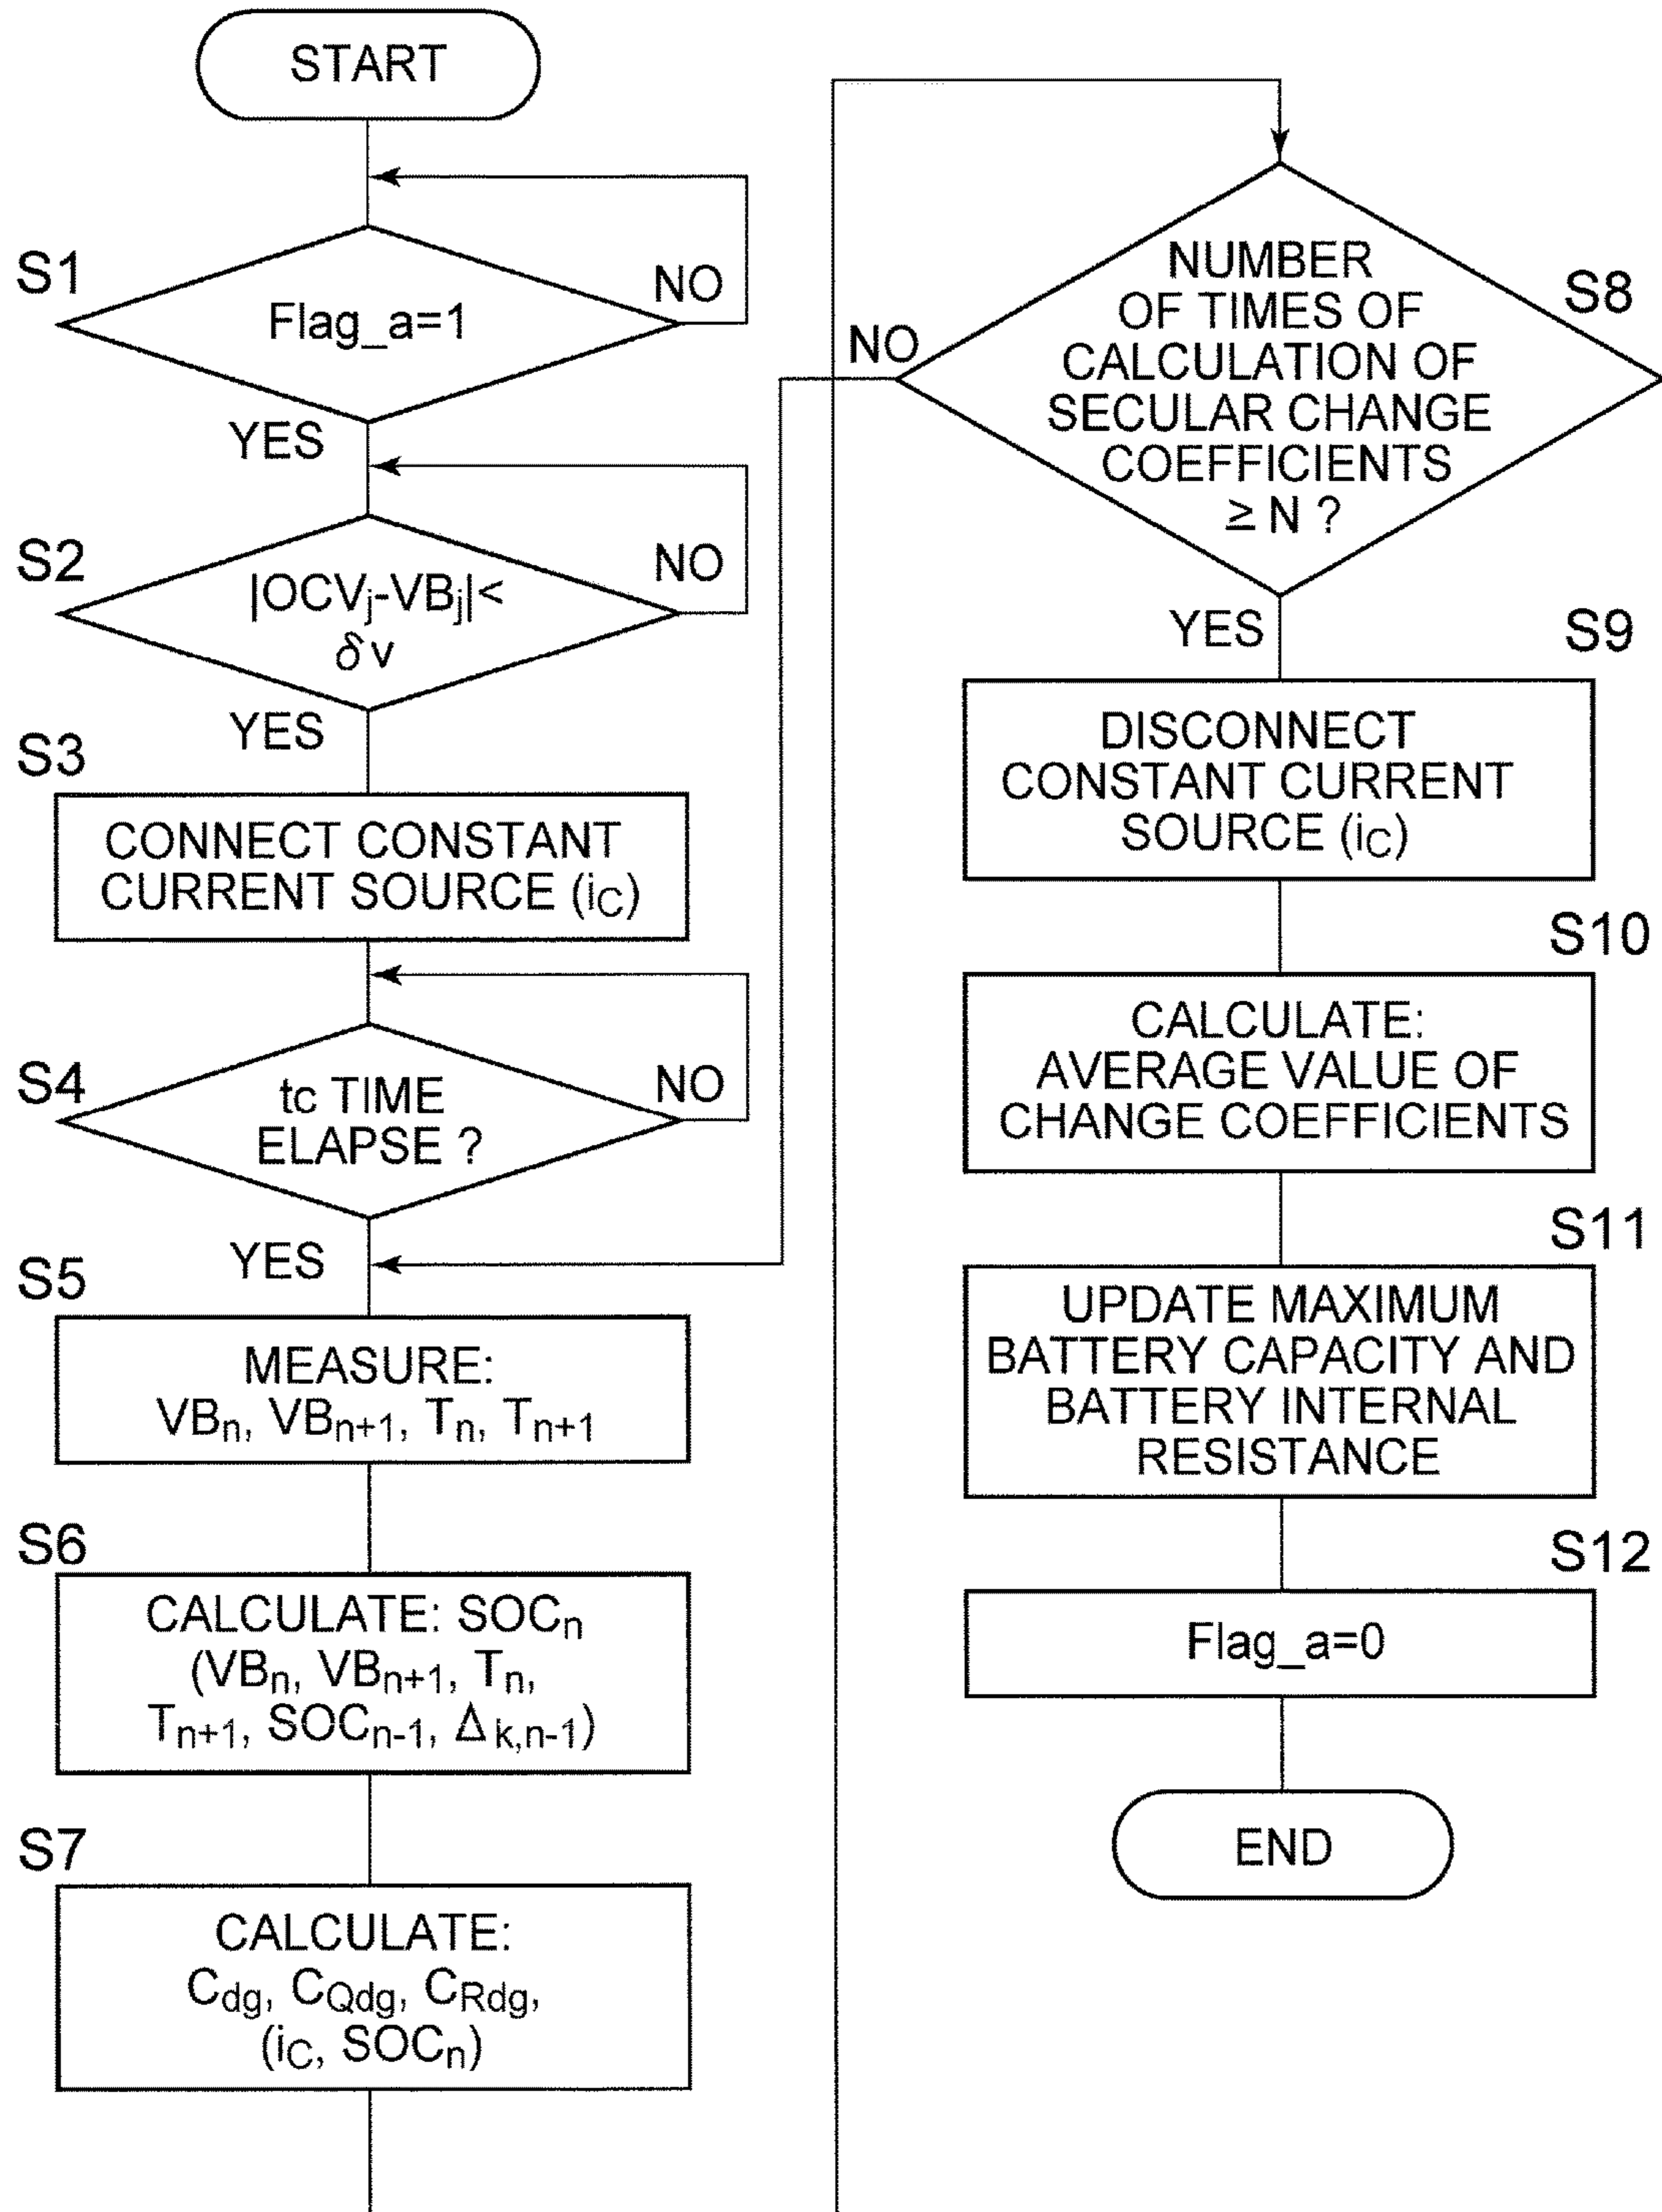 START
S1
Flag_a=1
NO
YES
S2
|OCVj-VBj|<
δv
NO
YES
S3
CONNECT CONSTANT
CURRENT SOURCE (iC)
S4
tc TIME
ELAPSE ?
NO
YES
S5
MEASURE:
VBn, VBn+1, Tn, Tn+1
S6
CALCULATE: SOCn
(VBn, VBn+1, Tn,
Tn+1, SOCn-1, Δk,n-1)
S7
CALCULATE:
Cdg, CQdg, CRdg,
(iC, SOCn)
S8
NUMBER
OF TIMES OF
CALCULATION OF
SECULAR CHANGE
COEFFICIENTS
≥ N ?
NO
YES
S9
DISCONNECT
CONSTANT CURRENT
SOURCE (iC)
S10
CALCULATE:
AVERAGE VALUE OF
CHANGE COEFFICIENTS
S11
UPDATE MAXIMUM
BATTERY CAPACITY AND
BATTERY INTERNAL
RESISTANCE
S12
Flag_a=0
END